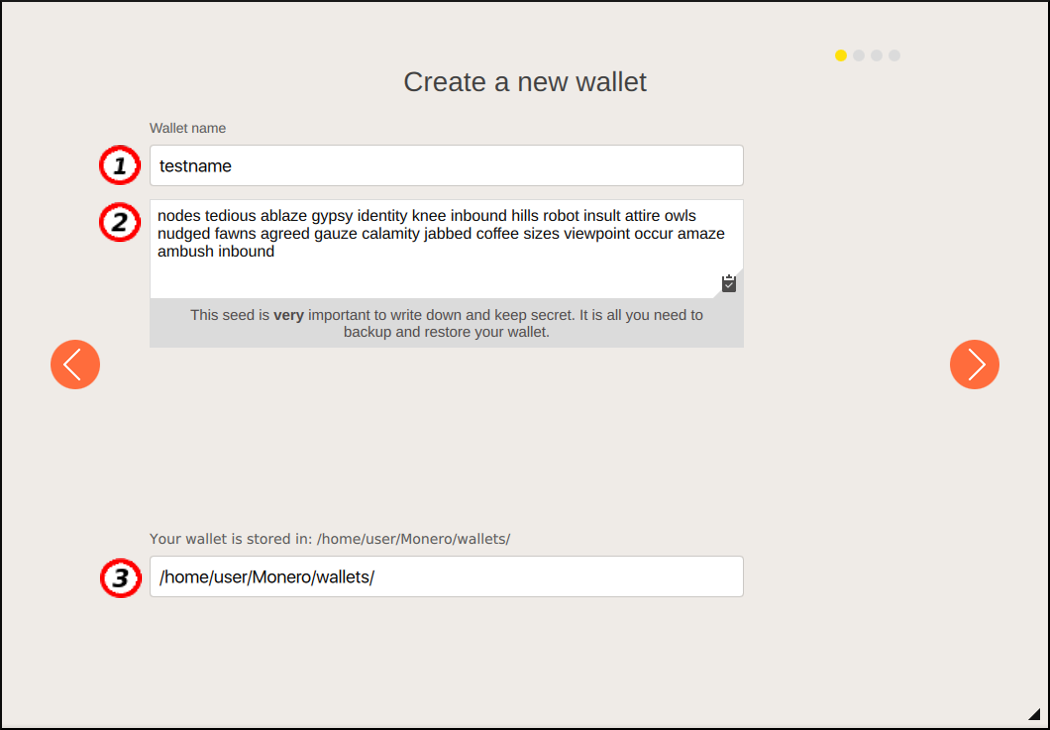 Create a new wallet
Wallet name
1
testname
2
nodes tedious ablaze gypsy identity knee inbound hills robot insult attire owls
nudged fawns agreed gauze calamity jabbed coffee sizes viewpoint occur amaze
ambush inbound
This seed is very important to write down and keep secret. It is all you need to
backup and restore your wallet.
Your wallet is stored in: /home/user/Monero/wallets/
3
/home/user/Monero/wallets/